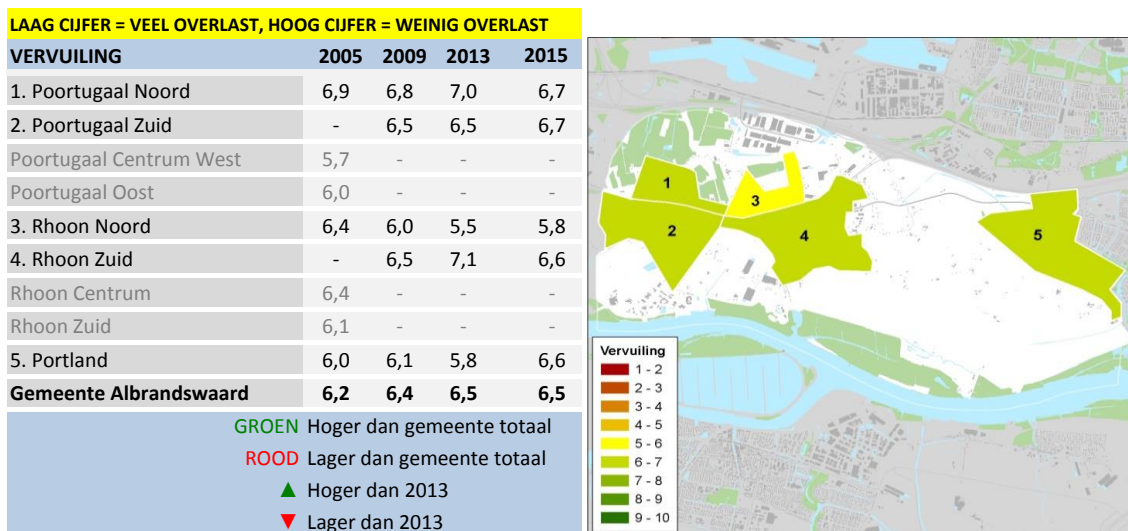 LAAG CIJFER = VEEL OVERLAST, HOOG CIJFER = WEINIG OVERLAST
VERVUILING 2005 2009 2013 2015
1. Poortugaal Noord 6,9 6,8 7,0 6,7
2. Poortugaal Zuid - 6,5 6,5 6,7
Poortugaal Centrum West 5,7 - - -
Poortugaal Oost 6,0 - - -
3. Rhoon Noord 6,4 6,0 5,5 5,8
4. Rhoon Zuid - 6,5 7,1 6,6
Rhoon Centrum 6,4 - - -
Rhoon Zuid 6,1 - - -
5. Portland 6,0 6,1 5,8 6,6
Gemeente Albrandswaard 6,2 6,4 6,5 6,5
GROEN Hoger dan gemeente totaal
ROOD Lager dan gemeente totaal
▲ Hoger dan 2013
▼ Lager dan 2013
1
2
3
4
5
Vervuiling
1 - 2
2 - 3
3 - 4
4 - 5
5 - 6
6 - 7
7 - 8
8 - 9
9 - 10